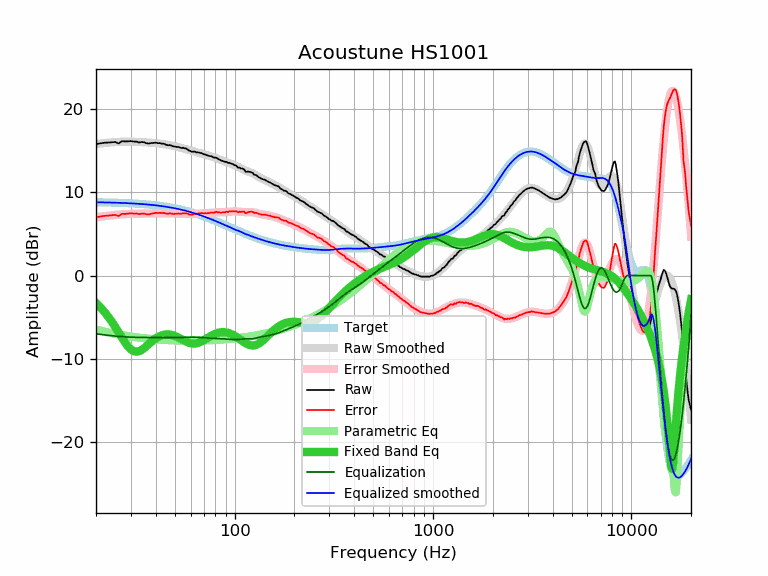 Acoustune HS1001
Amplitude (dBr)
20
10
0
−10
−20
Target
Raw Smoothed
Error Smoothed
Raw
Error
Parametric Eq
Fixed Band Eq
Equalization
Equalized smoothed
100 1000 10000
Frequency (Hz)